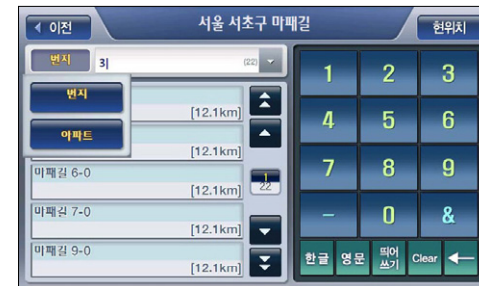 이전
서울 서초구 마패길
현위치
번지
3
(22)
번지
아파트
[12.1km]
[12.1km]
마패길 6-0
[12.1km]
마패길 7-0
[12.1km]
마패길 9-0
[12.1km]
1
22
1 2 3
4 5 6
7 8 9
- 0 &
한글 영문 띄어쓰기 Clear